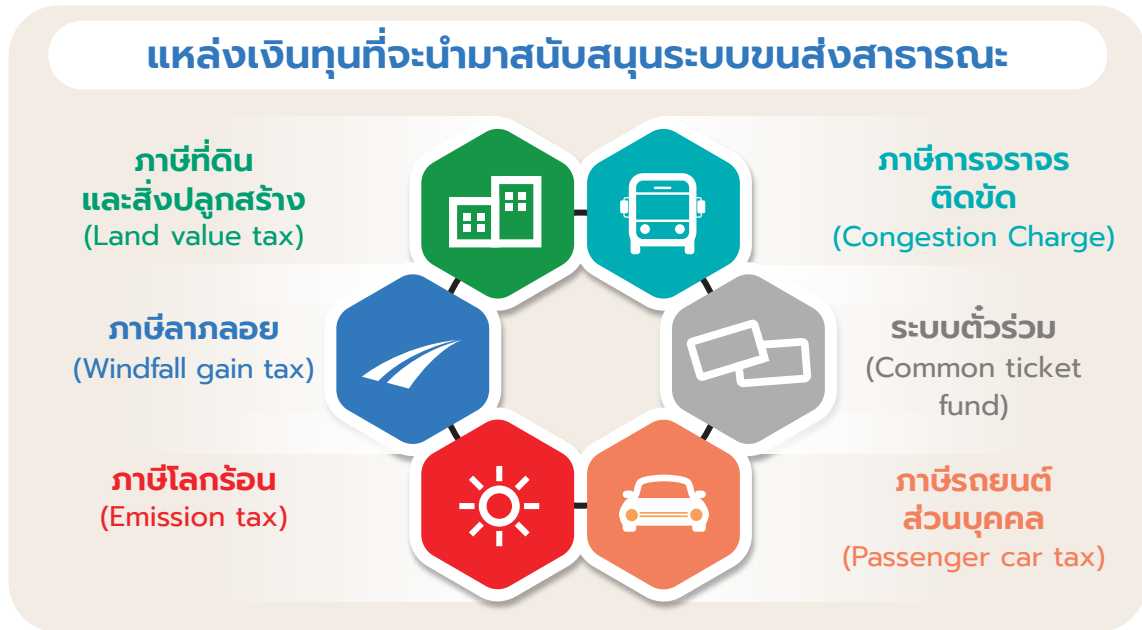 แหล่งเงินทุนที่จะนำมาสนับสนุนระบบขนส่งสาธารณะ
ภาษีที่ดิน
และสิ่งปลูกสร้าง
(Land value tax)
ภาษีการจราจร
ติดขัด
(Congestion Charge)
ภาษีลาภลอย
(Windfall gain tax)
ระบบตั๋วร่วม
(Common ticket
fund)
ภาษีโลกร้อน
(Emission tax)
ภาษีรถยนต์
ส่วนบุคคล
(Passenger car tax)